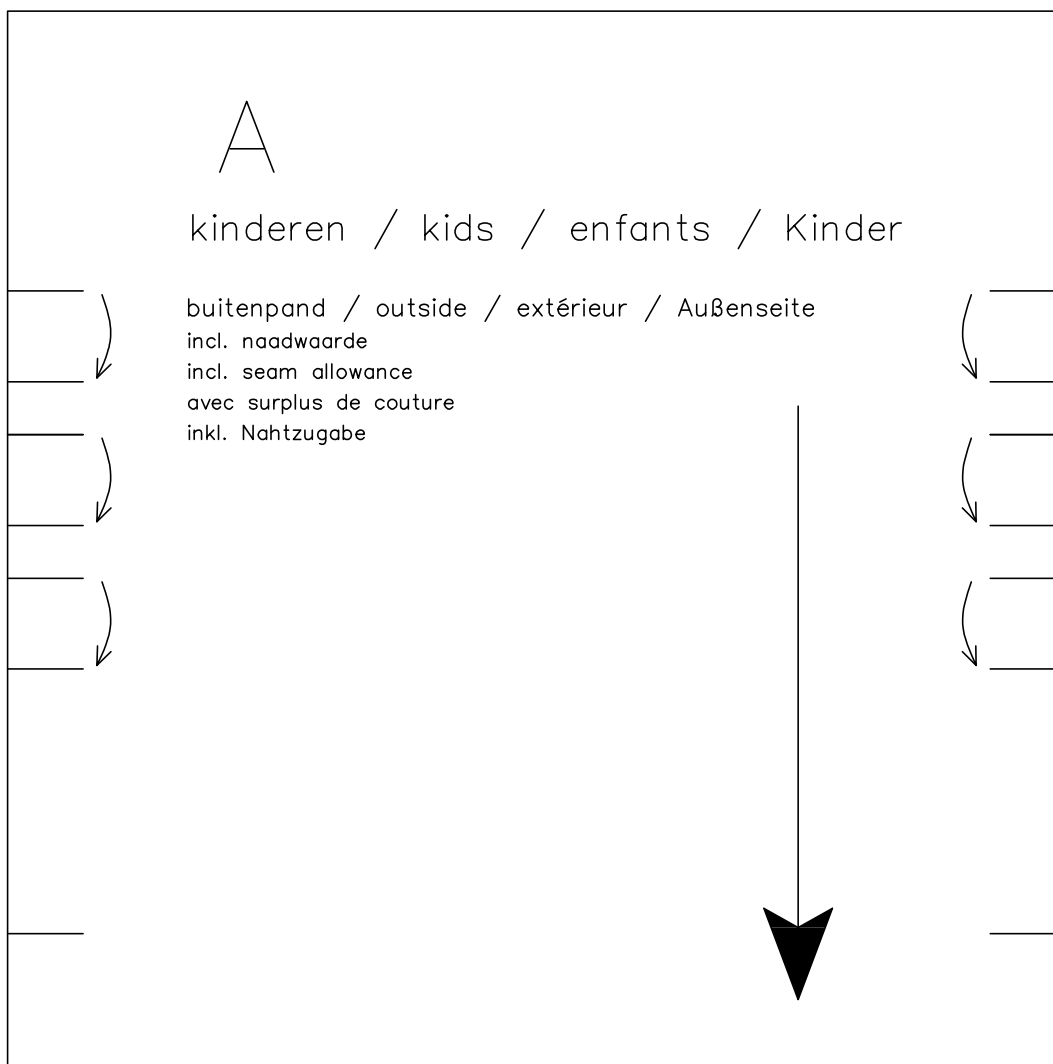 A
kinderen / kids / enfants / Kinder
buitenpand / outside / extérieur / Außenseite
incl. naadwaarde
incl. seam allowance
avec surplus de couture
inkl. Nahtzugabe